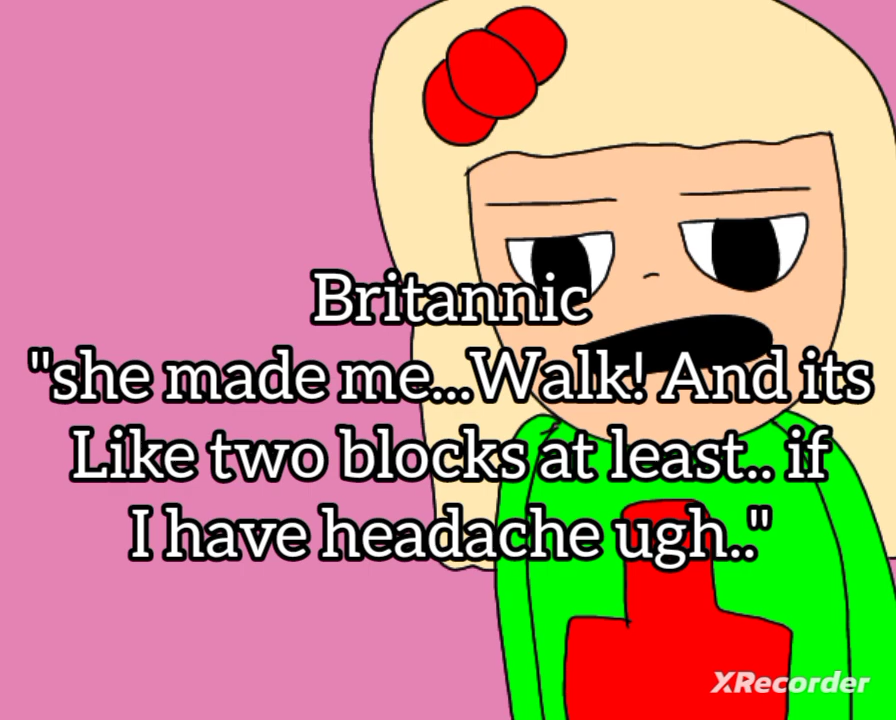 Britannic
"she made me...Walk! And its
Like two blocks at least.. if
I have headache ugh.."
XRecorder